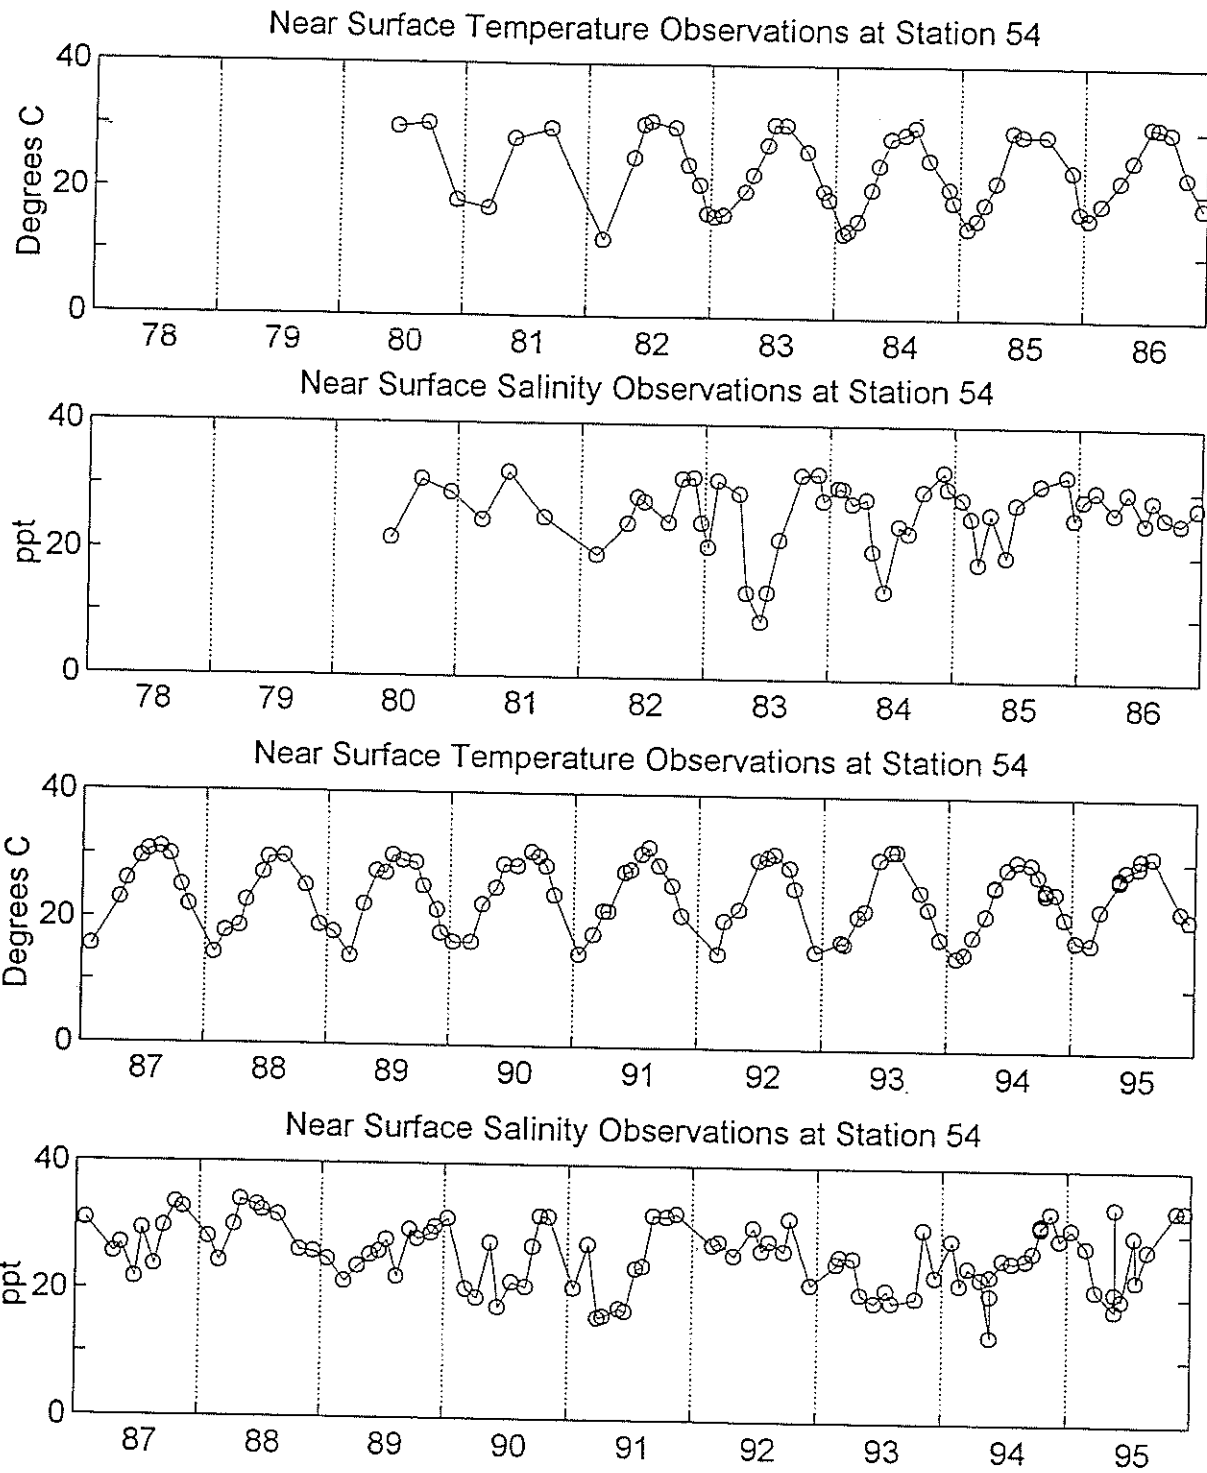 Near Surface Temperature Observations at Station 54
40
20
0
Degrees C
78 79 80 81 82 83 84 85 86
Near Surface Salinity Observations at Station 54
40
20
0
ppt
78 79 80 81 82 83 84 85 86
Near Surface Temperature Observations at Station 54
40
20
0
Degrees C
87 88 89 90 91 92 93 94 95
Near Surface Salinity Observations at Station 54
40
20
0
ppt
87 88 89 90 91 92 93 94 95